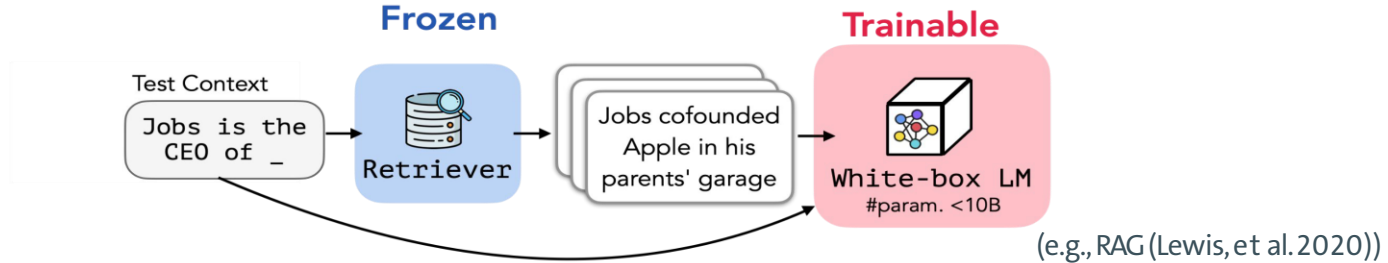 Frozen
Trainable
Test Context
Jobs is the
CEO of _
Retriever
Jobs cofounded
Apple in his
parents' garage
White-box LM
#param. <10B
(e.g., RAG (Lewis, et al. 2020))